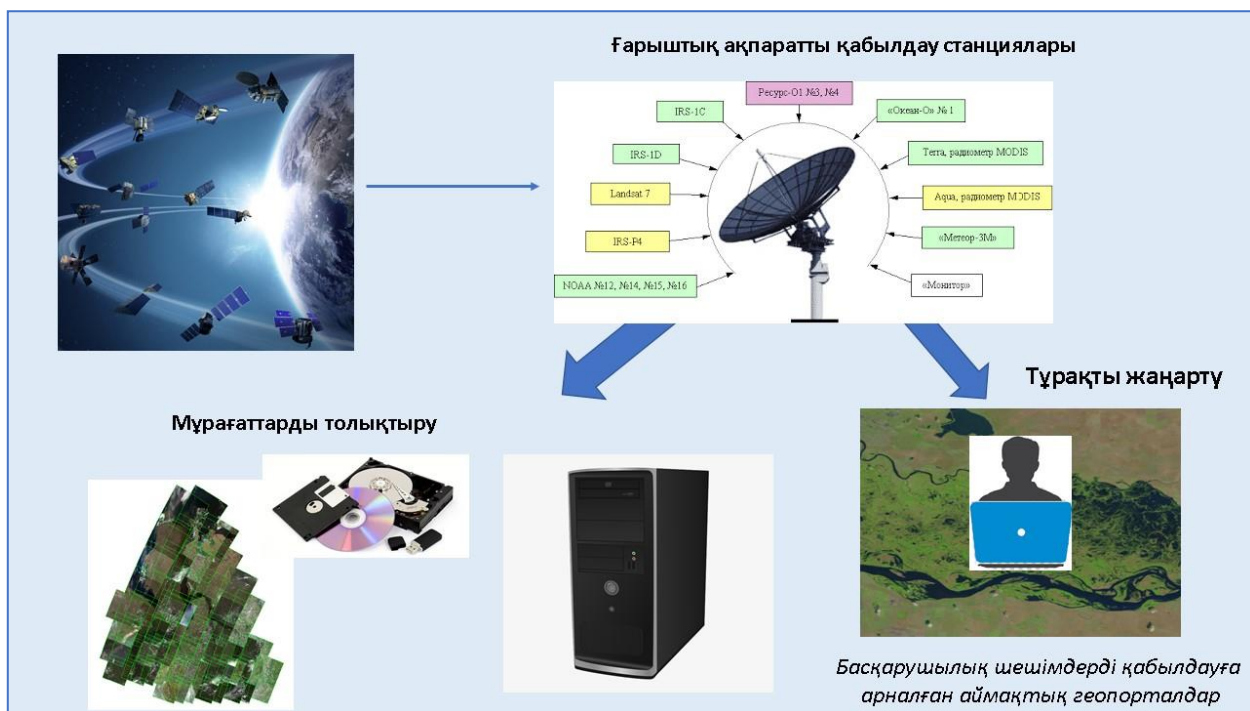 Ғарыштық ақпаратты қабылдау станциялары
Ресурс-О1 №3, №4
IRS-1C
«Океан-О» № 1
IRS-1D
Terra, радиометр MODIS
Landsat 7
Aqua, радиометр MODIS
IRS-P4
«Метеор-3М»
NOAA №12, №14, №15, №16
«Монитор»
Тұрақты жаңарту
Мұрағаттарды толықтыру
Басқарушылық шешімдерді қабылдауға
арналған аймақтық геопорталдар